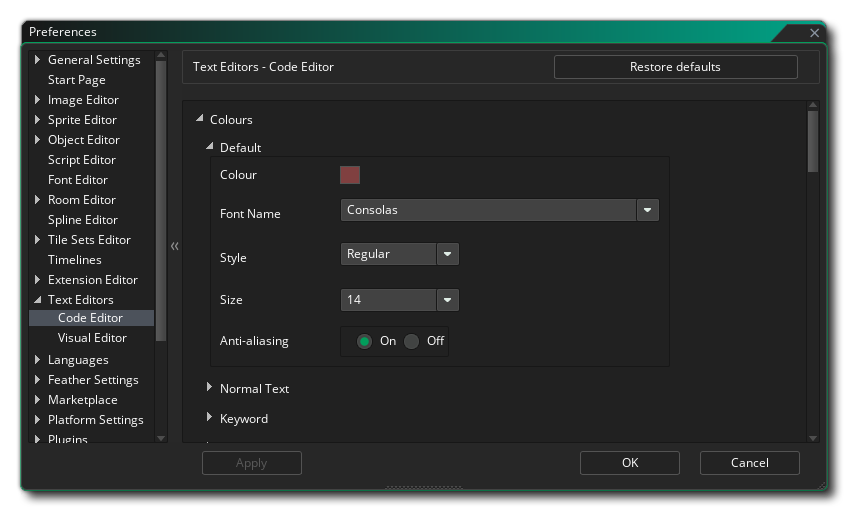 Preferences
General Settings
Start Page
Image Editor
Sprite Editor
Object Editor
Script Editor
Font Editor
Room Editor
Spline Editor
Tile Sets Editor
Timelines
Extension Editor
Text Editors
Code Editor
Visual Editor
Languages
Feather Settings
Marketplace
Platform Settings
Plugins
Text Editors - Code Editor
Restore defaults
Colours
Default
Colour
Font Name
Consolas
Style
Regular
Size
14
Anti-aliasing
On Off
Normal Text
Keyword
Apply
OK
Cancel